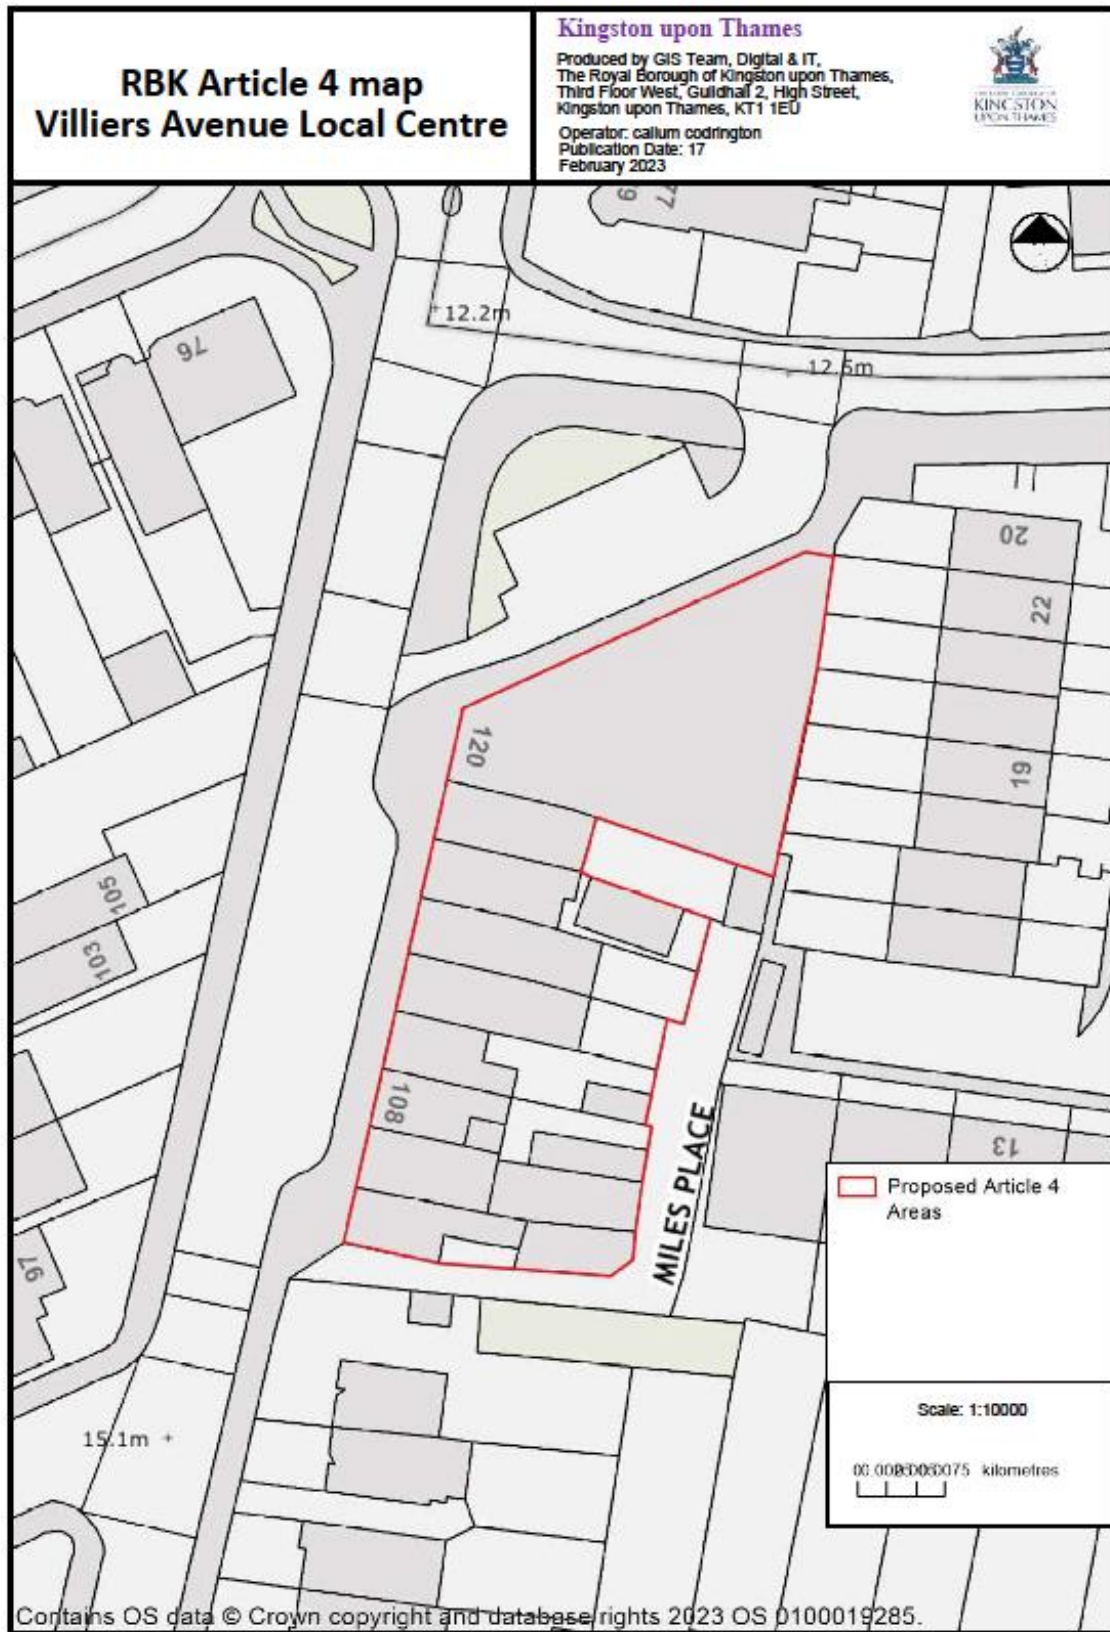 RBK Article 4 map
Villiers Avenue Local Centre
Kingston upon Thames
Produced by GIS Team, Digital & IT,
The Royal Borough of Kingston upon Thames,
Third Floor West, Guildhall 2, High Street,
Kingston upon Thames, KT1 1EU
Operator: callum codrington
Publication Date: 17
February 2023
KINGSTON
UPON THAMES
77
12.2m
76
12.5m
20
22
120
19
105
103
108
MILES PLACE
13
97
Proposed Article 4
Areas
Scale: 1:10000
kilometres
15.1m
Contains OS data © Crown copyright and database rights 2023 OS 0100019285.